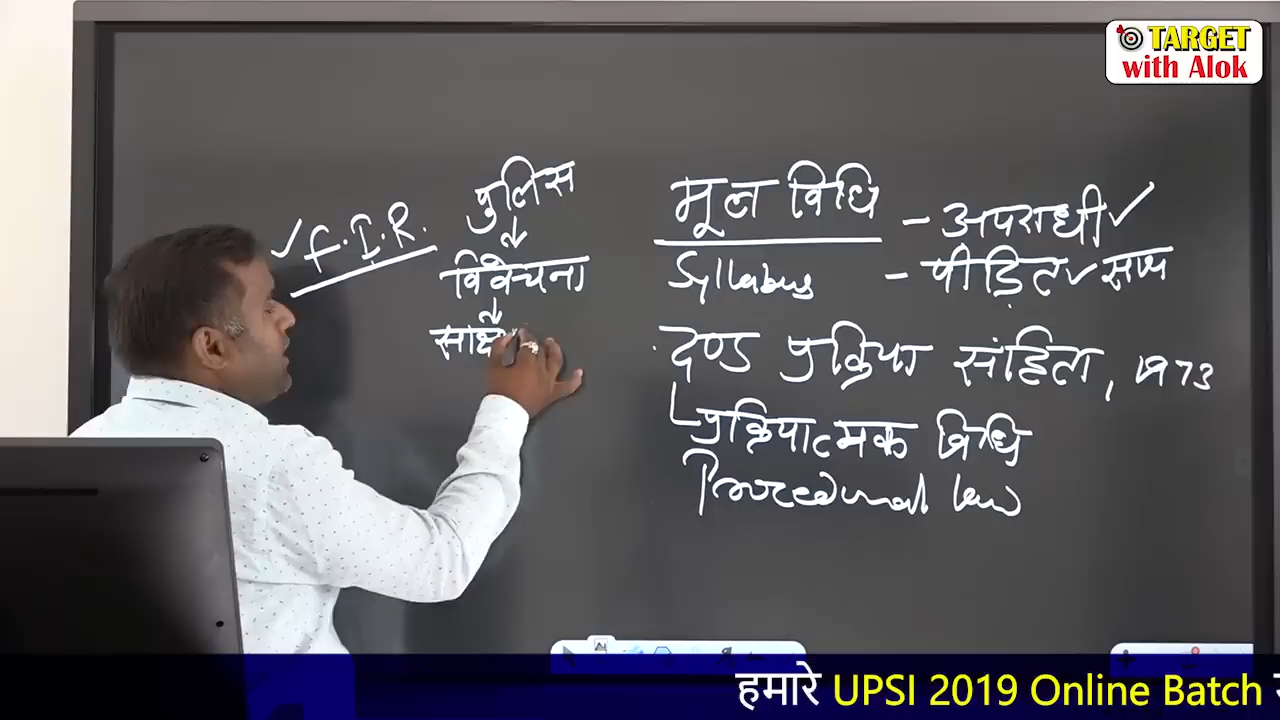 TARGET
with Alok
✓ F.I.R.
पुलिस
↓
विवेचना
↓
मूल विधि
- अपराधी ✓
Syllabus
- पीड़ित ✓
दण्ड प्रक्रिया संहिता, 1973
प्रक्रियात्मक विधि
Procedural law
हमारे UPSI 2019 Online Batch